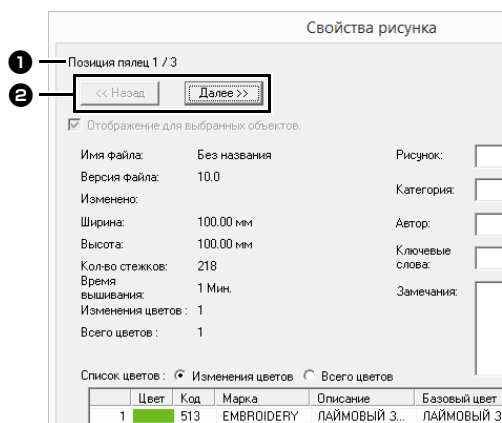 Свойства рисунка
❶ Позиция пялец 1 / 3
❷ << Назад Далее >>
Отображение для выбранных объектов.
Имя файла: Без названия Рисунок:
Версия файла: 10.0 Категория:
Изменено:
Ширина: 100.00 мм Автор:
Высота: 100.00 мм Ключевые слова:
Кол-во стежков: 218
Время вышивания: 1 Мин. Замечания:
Изменения цветов : 1
Всего цветов : 1
Список цветов : Изменения цветов Всего цветов
Цвет Код Марка Описание Базовый цвет
1 513 EMBROIDERY ЛАЙМОВЫЙ З... ЛАЙМОВЫЙ З